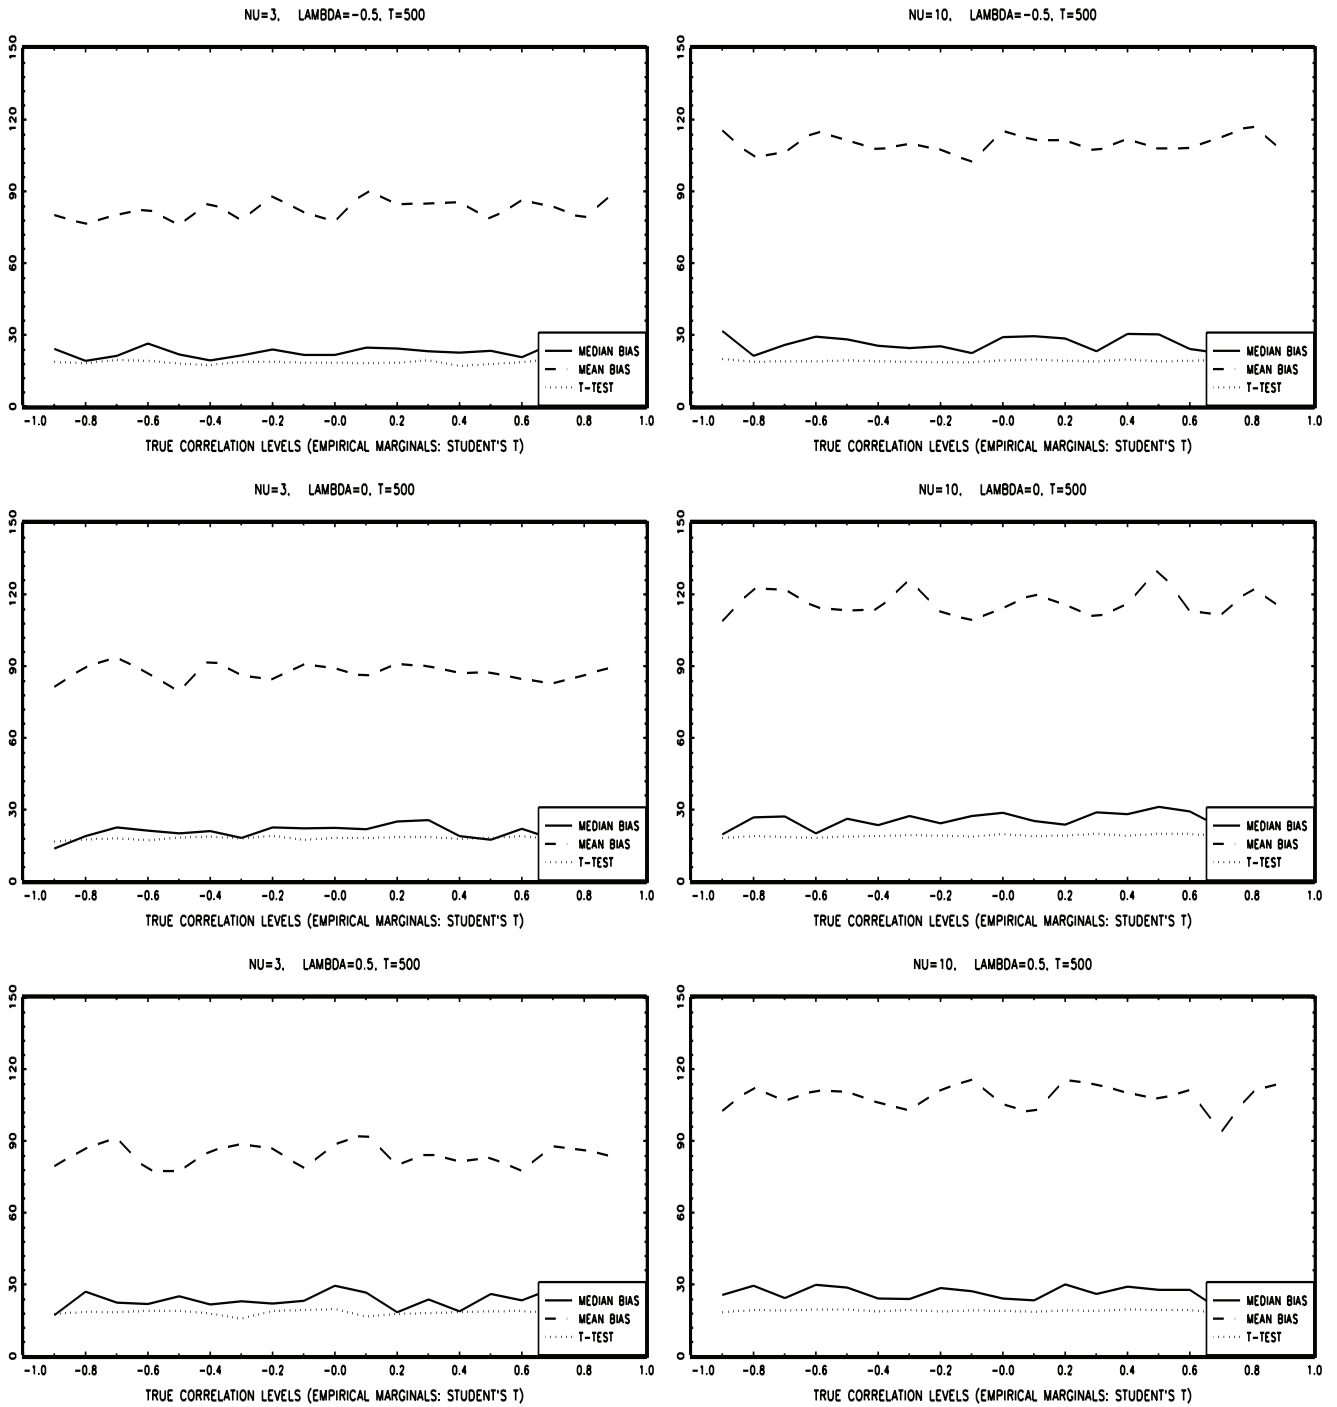 NU=3, LAMBDA=-0.5, T=500
150
120
90
60
30
0
MEDIAN BIAS
MEAN BIAS
T-TEST
-1.0 -0.8 -0.6 -0.4 -0.2 -0.0 0.2 0.4 0.6 0.8 1.0
TRUE CORRELATION LEVELS (EMPIRICAL MARGINALS: STUDENT'S T)
NU=10, LAMBDA=-0.5, T=500
150
120
90
60
30
0
MEDIAN BIAS
MEAN BIAS
T-TEST
-1.0 -0.8 -0.6 -0.4 -0.2 -0.0 0.2 0.4 0.6 0.8 1.0
TRUE CORRELATION LEVELS (EMPIRICAL MARGINALS: STUDENT'S T)
NU=3, LAMBDA=0, T=500
150
120
90
60
30
0
MEDIAN BIAS
MEAN BIAS
T-TEST
-1.0 -0.8 -0.6 -0.4 -0.2 -0.0 0.2 0.4 0.6 0.8 1.0
TRUE CORRELATION LEVELS (EMPIRICAL MARGINALS: STUDENT'S T)
NU=10, LAMBDA=0, T=500
150
120
90
60
30
0
MEDIAN BIAS
MEAN BIAS
T-TEST
-1.0 -0.8 -0.6 -0.4 -0.2 -0.0 0.2 0.4 0.6 0.8 1.0
TRUE CORRELATION LEVELS (EMPIRICAL MARGINALS: STUDENT'S T)
NU=3, LAMBDA=0.5, T=500
150
120
90
60
30
0
MEDIAN BIAS
MEAN BIAS
T-TEST
-1.0 -0.8 -0.6 -0.4 -0.2 -0.0 0.2 0.4 0.6 0.8 1.0
TRUE CORRELATION LEVELS (EMPIRICAL MARGINALS: STUDENT'S T)
NU=10, LAMBDA=0.5, T=500
150
120
90
60
30
0
MEDIAN BIAS
MEAN BIAS
T-TEST
-1.0 -0.8 -0.6 -0.4 -0.2 -0.0 0.2 0.4 0.6 0.8 1.0
TRUE CORRELATION LEVELS (EMPIRICAL MARGINALS: STUDENT'S T)